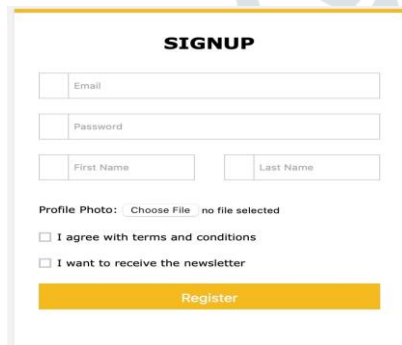 SIGNUP
Email
Password
First Name Last Name
Profile Photo: Choose File no file selected
I agree with terms and conditions
I want to receive the newsletter
Register